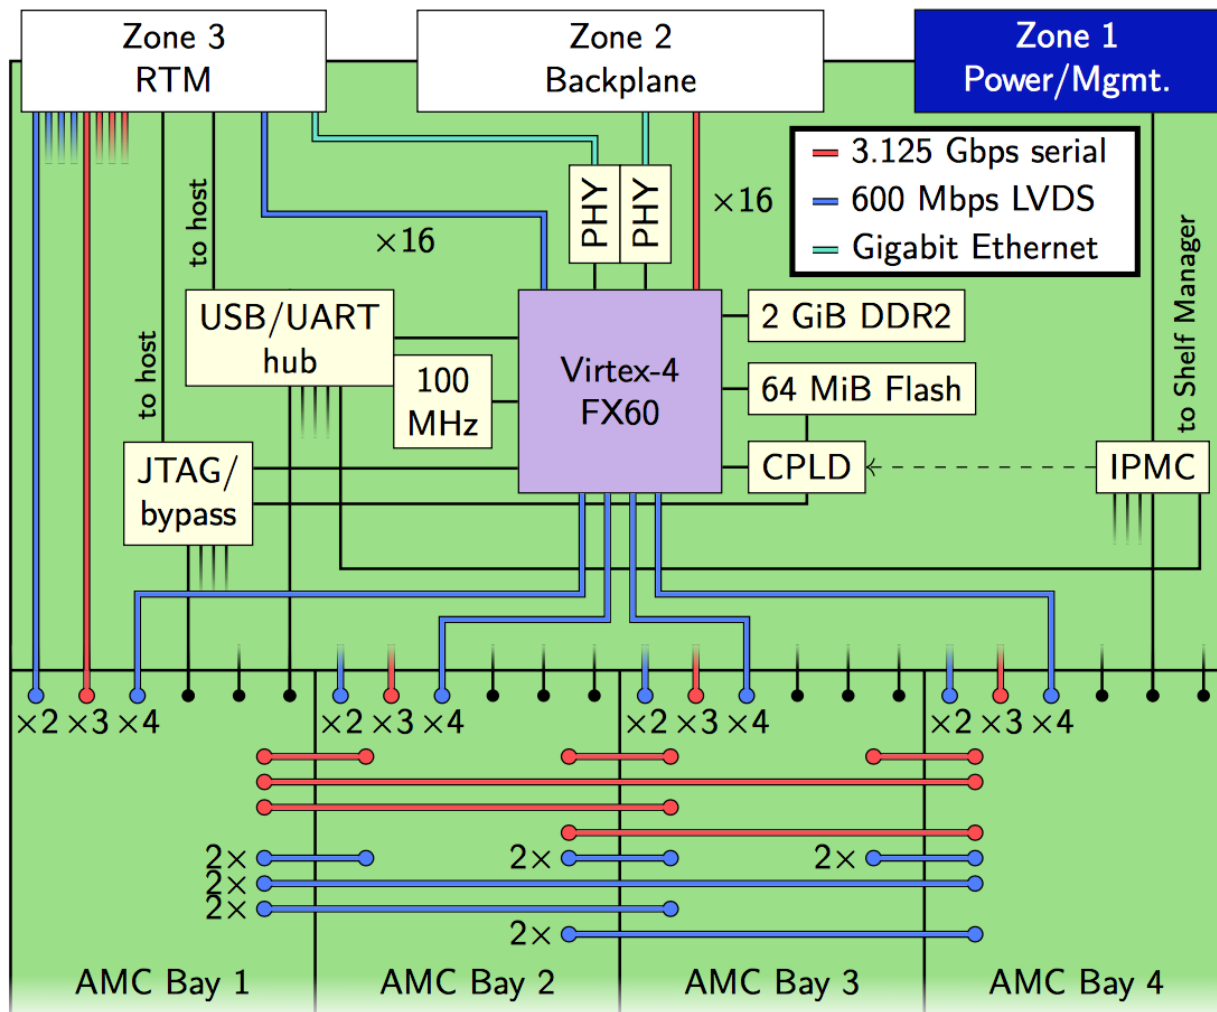 Zone 3
RTM
Zone 2
Backplane
Zone 1
Power/Mgmt.
3.125 Gbps serial
600 Mbps LVDS
Gigabit Ethernet
to host
×16
PHY
PHY
×16
to Shelf Manager
USB/UART
hub
to host
100
MHz
Virtex-4
FX60
2 GiB DDR2
64 MiB Flash
JTAG/
bypass
CPLD
IPMC
×2 ×3 ×4
×2 ×3 ×4
×2 ×3 ×4
×2 ×3 ×4
2×
2×
2×
2×
2×
2×
AMC Bay 1
AMC Bay 2
AMC Bay 3
AMC Bay 4